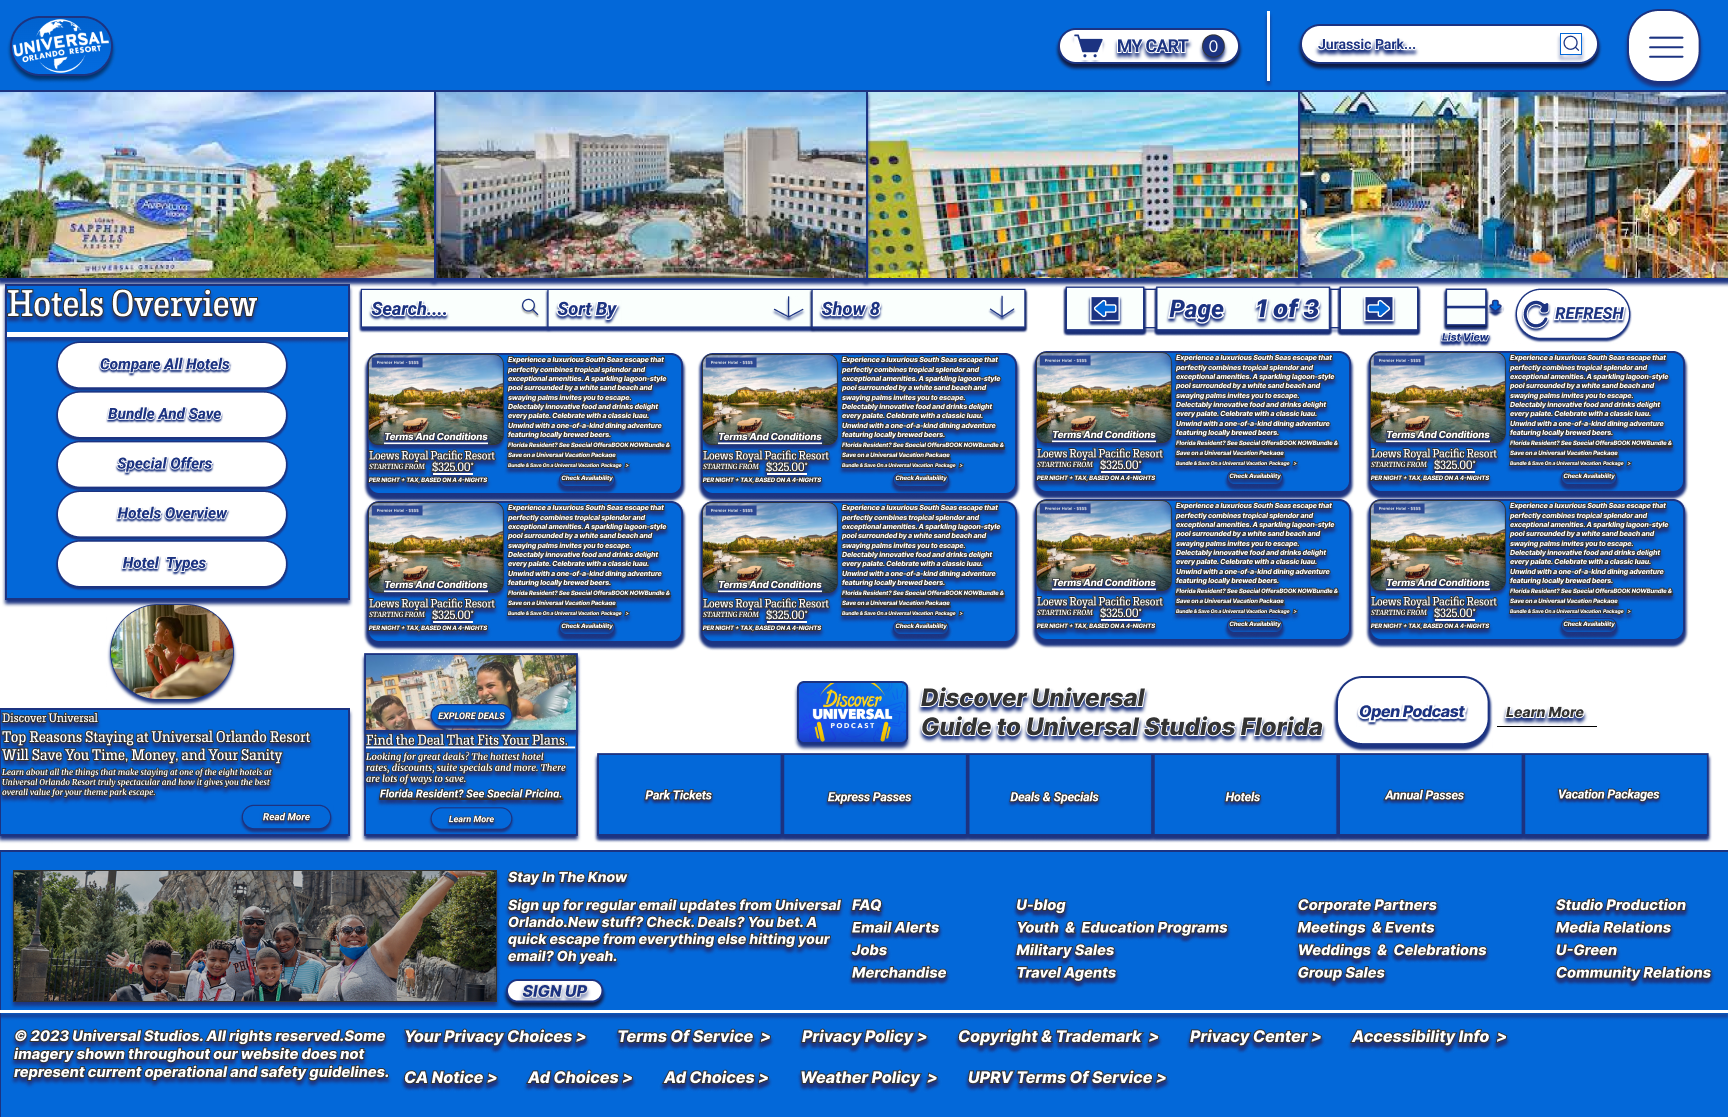 UNIVERSAL
ORLANDO RESORT
MY CART 0
Jurassic Park...
LOEWS
SAPPHIRE
FALLS
RESORT
UNIVERSAL ORLANDO
Aventura
Hotels Overview
Compare All Hotels
Bundle And Save
Special Offers
Hotels Overview
Hotel Types
Search....
Sort By
Show 8
Page 1 of 3
List View
REFRESH
Premier Hotel - $$$$
Terms And Conditions
Loews Royal Pacific Resort
STARTING FROM $325.00*
PER NIGHT + TAX, BASED ON A 4-NIGHTS
Experience a luxurious South Seas escape that
perfectly combines tropical splendor and
exceptional amenities. A sparkling lagoon-style
pool surrounded by a white sand beach and
swaying palms invites you to escape.
Delectably innovative food and drinks delight
every palate. Celebrate with a classic luau.
Unwind with a one-of-a-kind dining adventure
featuring locally brewed beers.
Florida Resident? See Special OffersBOOK NOWBundle &
Save on a Universal Vacation Package
Bundle & Save On a Universal Vacation Package >
Check Availability
Premier Hotel - $$$$
Terms And Conditions
Loews Royal Pacific Resort
STARTING FROM $325.00*
PER NIGHT + TAX, BASED ON A 4-NIGHTS
Experience a luxurious South Seas escape that
perfectly combines tropical splendor and
exceptional amenities. A sparkling lagoon-style
pool surrounded by a white sand beach and
swaying palms invites you to escape.
Delectably innovative food and drinks delight
every palate. Celebrate with a classic luau.
Unwind with a one-of-a-kind dining adventure
featuring locally brewed beers.
Florida Resident? See Special OffersBOOK NOWBundle &
Save on a Universal Vacation Package
Bundle & Save On a Universal Vacation Package >
Check Availability
Premier Hotel - $$$$
Terms And Conditions
Loews Royal Pacific Resort
STARTING FROM $325.00*
PER NIGHT + TAX, BASED ON A 4-NIGHTS
Experience a luxurious South Seas escape that
perfectly combines tropical splendor and
exceptional amenities. A sparkling lagoon-style
pool surrounded by a white sand beach and
swaying palms invites you to escape.
Delectably innovative food and drinks delight
every palate. Celebrate with a classic luau.
Unwind with a one-of-a-kind dining adventure
featuring locally brewed beers.
Florida Resident? See Special OffersBOOK NOWBundle &
Save on a Universal Vacation Package
Bundle & Save On a Universal Vacation Package >
Check Availability
Premier Hotel - $$$$
Terms And Conditions
Loews Royal Pacific Resort
STARTING FROM $325.00*
PER NIGHT + TAX, BASED ON A 4-NIGHTS
Experience a luxurious South Seas escape that
perfectly combines tropical splendor and
exceptional amenities. A sparkling lagoon-style
pool surrounded by a white sand beach and
swaying palms invites you to escape.
Delectably innovative food and drinks delight
every palate. Celebrate with a classic luau.
Unwind with a one-of-a-kind dining adventure
featuring locally brewed beers.
Florida Resident? See Special OffersBOOK NOWBundle &
Save on a Universal Vacation Package
Bundle & Save On a Universal Vacation Package >
Check Availability
Premier Hotel - $$$$
Terms And Conditions
Loews Royal Pacific Resort
STARTING FROM $325.00*
PER NIGHT + TAX, BASED ON A 4-NIGHTS
Experience a luxurious South Seas escape that
perfectly combines tropical splendor and
exceptional amenities. A sparkling lagoon-style
pool surrounded by a white sand beach and
swaying palms invites you to escape.
Delectably innovative food and drinks delight
every palate. Celebrate with a classic luau.
Unwind with a one-of-a-kind dining adventure
featuring locally brewed beers.
Florida Resident? See Special OffersBOOK NOWBundle &
Save on a Universal Vacation Package
Bundle & Save On a Universal Vacation Package >
Check Availability
Premier Hotel - $$$$
Terms And Conditions
Loews Royal Pacific Resort
STARTING FROM $325.00*
PER NIGHT + TAX, BASED ON A 4-NIGHTS
Experience a luxurious South Seas escape that
perfectly combines tropical splendor and
exceptional amenities. A sparkling lagoon-style
pool surrounded by a white sand beach and
swaying palms invites you to escape.
Delectably innovative food and drinks delight
every palate. Celebrate with a classic luau.
Unwind with a one-of-a-kind dining adventure
featuring locally brewed beers.
Florida Resident? See Special OffersBOOK NOWBundle &
Save on a Universal Vacation Package
Bundle & Save On a Universal Vacation Package >
Check Availability
Premier Hotel - $$$$
Terms And Conditions
Loews Royal Pacific Resort
STARTING FROM $325.00*
PER NIGHT + TAX, BASED ON A 4-NIGHTS
Experience a luxurious South Seas escape that
perfectly combines tropical splendor and
exceptional amenities. A sparkling lagoon-style
pool surrounded by a white sand beach and
swaying palms invites you to escape.
Delectably innovative food and drinks delight
every palate. Celebrate with a classic luau.
Unwind with a one-of-a-kind dining adventure
featuring locally brewed beers.
Florida Resident? See Special OffersBOOK NOWBundle &
Save on a Universal Vacation Package
Bundle & Save On a Universal Vacation Package >
Check Availability
Premier Hotel - $$$$
Terms And Conditions
Loews Royal Pacific Resort
STARTING FROM $325.00*
PER NIGHT + TAX, BASED ON A 4-NIGHTS
Experience a luxurious South Seas escape that
perfectly combines tropical splendor and
exceptional amenities. A sparkling lagoon-style
pool surrounded by a white sand beach and
swaying palms invites you to escape.
Delectably innovative food and drinks delight
every palate. Celebrate with a classic luau.
Unwind with a one-of-a-kind dining adventure
featuring locally brewed beers.
Florida Resident? See Special OffersBOOK NOWBundle &
Save on a Universal Vacation Package
Bundle & Save On a Universal Vacation Package >
Check Availability
Discover Universal
Top Reasons Staying at Universal Orlando Resort
Will Save You Time, Money, and Your Sanity
Learn about all the things that make staying at one of the eight hotels at
Universal Orlando Resort truly spectacular and how it gives you the best
overall value for your theme park escape.
Read More
EXPLORE DEALS
Find the Deal That Fits Your Plans.
Looking for great deals? The hottest hotel
rates, discounts, suite specials and more. There
are lots of ways to save.
Florida Resident? See Special Pricing.
Learn More
Discover
UNIVERSAL
PODCAST
Discover Universal
Guide to Universal Studios Florida
Open Podcast
Learn More
Park Tickets
Express Passes
Deals & Specials
Hotels
Annual Passes
Vacation Packages
Stay In The Know
Sign up for regular email updates from Universal
Orlando.New stuff? Check. Deals? You bet. A
quick escape from everything else hitting your
email? Oh yeah.
SIGN UP
FAQ
Email Alerts
Jobs
Merchandise
U-blog
Youth & Education Programs
Military Sales
Travel Agents
Corporate Partners
Meetings & Events
Weddings & Celebrations
Group Sales
Studio Production
Media Relations
U-Green
Community Relations
© 2023 Universal Studios. All rights reserved.Some
imagery shown throughout our website does not
represent current operational and safety guidelines.
Your Privacy Choices > Terms Of Service > Privacy Policy > Copyright & Trademark > Privacy Center > Accessibility Info >
CA Notice > Ad Choices > Ad Choices > Weather Policy > UPRV Terms Of Service >